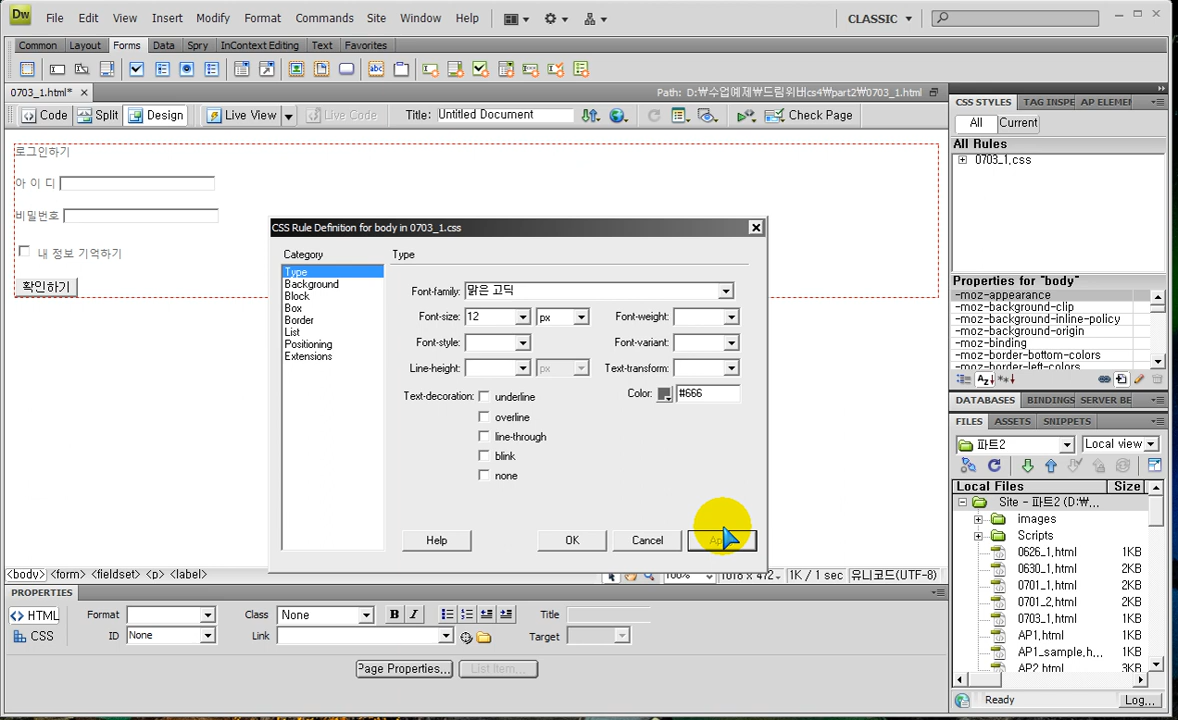 Dw File Edit View Insert Modify Format Commands Site Window Help CLASSIC
Common Layout Forms Data Spry InContext Editing Text Favorites
0703_1.html* × Path: D:₩수업예제₩드림위버cs4₩part2₩0703_1.html
Code Split Design Live View Live Code Title: Untitled Document Check Page
로그인하기
아 이 디
비밀번호
내 정보 기억하기
확인하기
CSS Rule Definition for body in 0703_1.css
Category
Type
Background
Block
Box
Border
List
Positioning
Extensions
Type
Font-family: 맑은 고딕
Font-size: 12 px Font-weight:
Font-style: Font-variant:
Line-height: px Text-transform:
Text-decoration: underline Color: #666
overline
line-through
blink
none
Help OK Cancel
<body> <form> <fieldset> <p> <label> 100% 1018 x 472 1K / 1 sec 유니코드(UTF-8)
PROPERTIES
HTML Format Class None B I Title
CSS ID None Link Target
Page Properties... List Item...
CSS STYLES TAG INSPE AP ELEMEN
All Current
All Rules
0703_1.css
Properties for "body"
-moz-appearance
-moz-background-clip
-moz-background-inline-policy
-moz-background-origin
-moz-binding
-moz-border-bottom-colors
-moz-border-left-colors
DATABASES BINDINGS SERVER BE
FILES ASSETS SNIPPETS
파트2 Local view
Local Files Size
Site - 파트2 (D:₩
images
Scripts
0626_1.html 1KB
0630_1.html 2KB
0701_1.html 2KB
0701_2.html 2KB
0703_1.html 1KB
AP1.html 1KB
AP1_sample.h... 1KB
AP2.html 3KB
Ready Log...